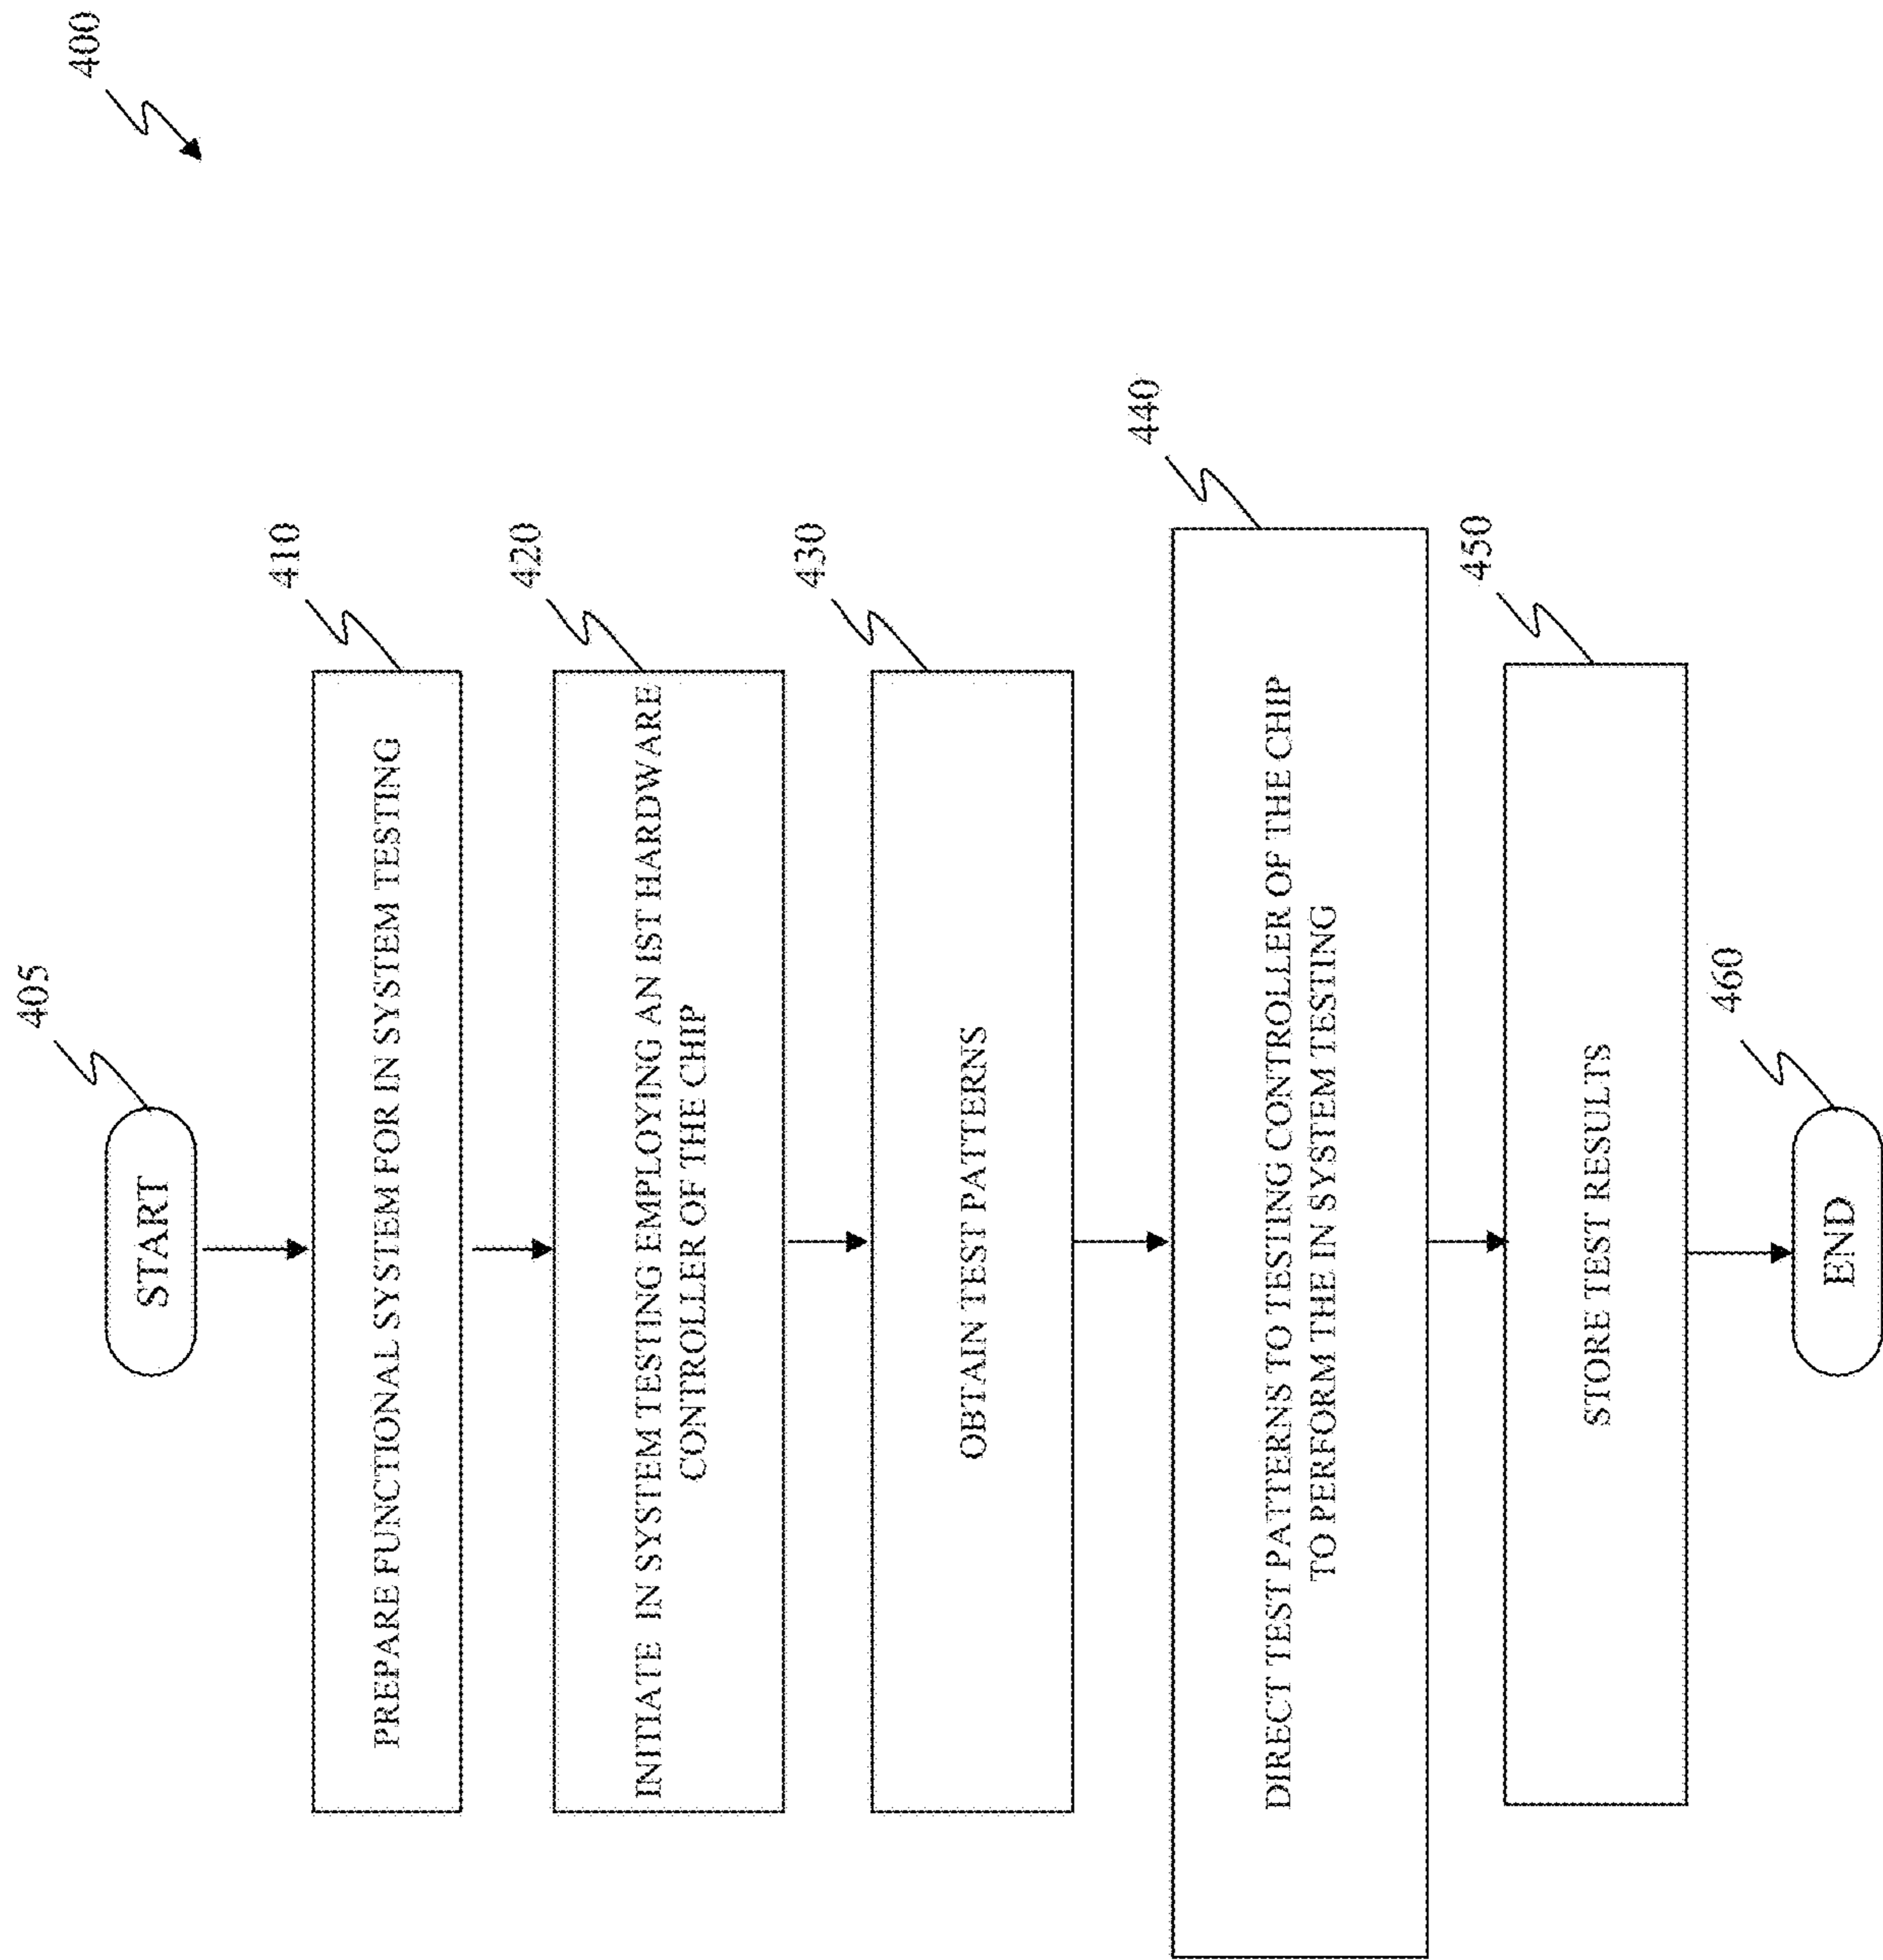 400
405
START
410
PREPARE FUNCTIONAL SYSTEM FOR IN SYSTEM TESTING
420
INITIATE IN SYSTEM TESTING EMPLOYING AN IST HARDWARE
CONTROLLER OF THE CHIP
430
OBTAIN TEST PATTERNS
440
DIRECT TEST PATTERNS TO TESTING CONTROLLER OF THE CHIP
TO PERFORM THE IN SYSTEM TESTING
450
STORE TEST RESULTS
460
END